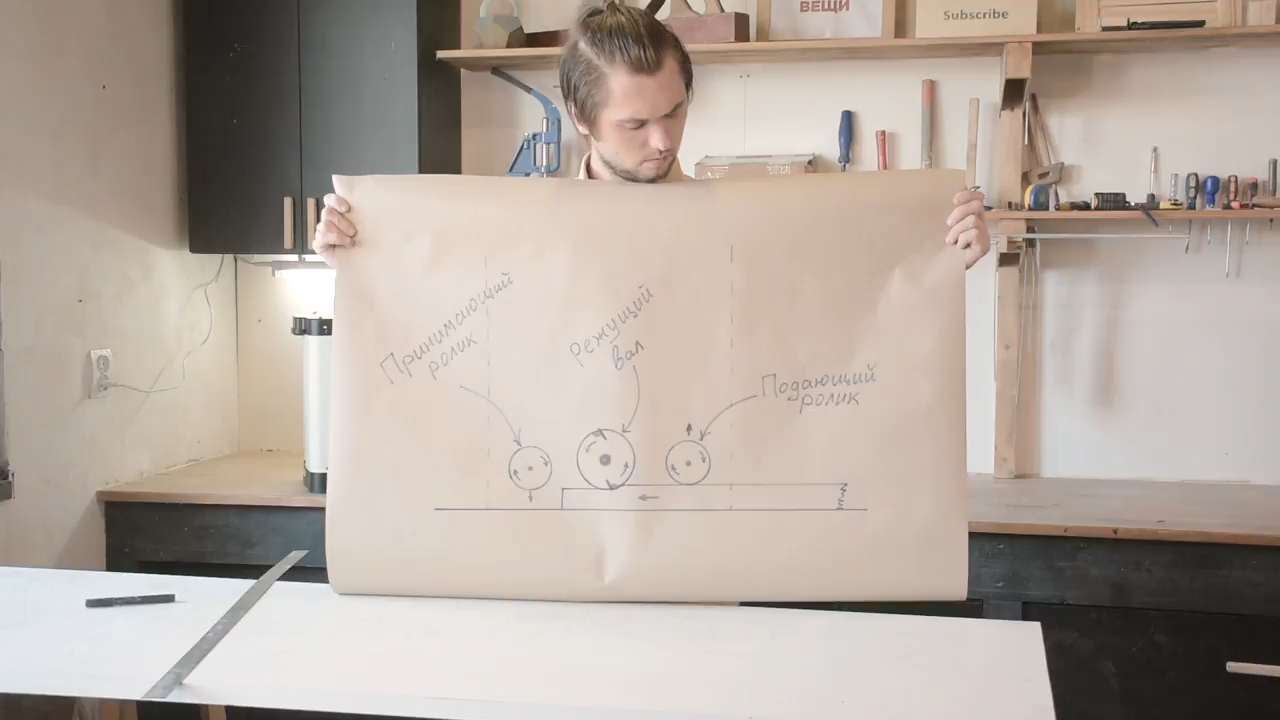 ВЕЩИ
Subscribe
Принимающий
ролик
Режущий
вал
Подающий
ролик